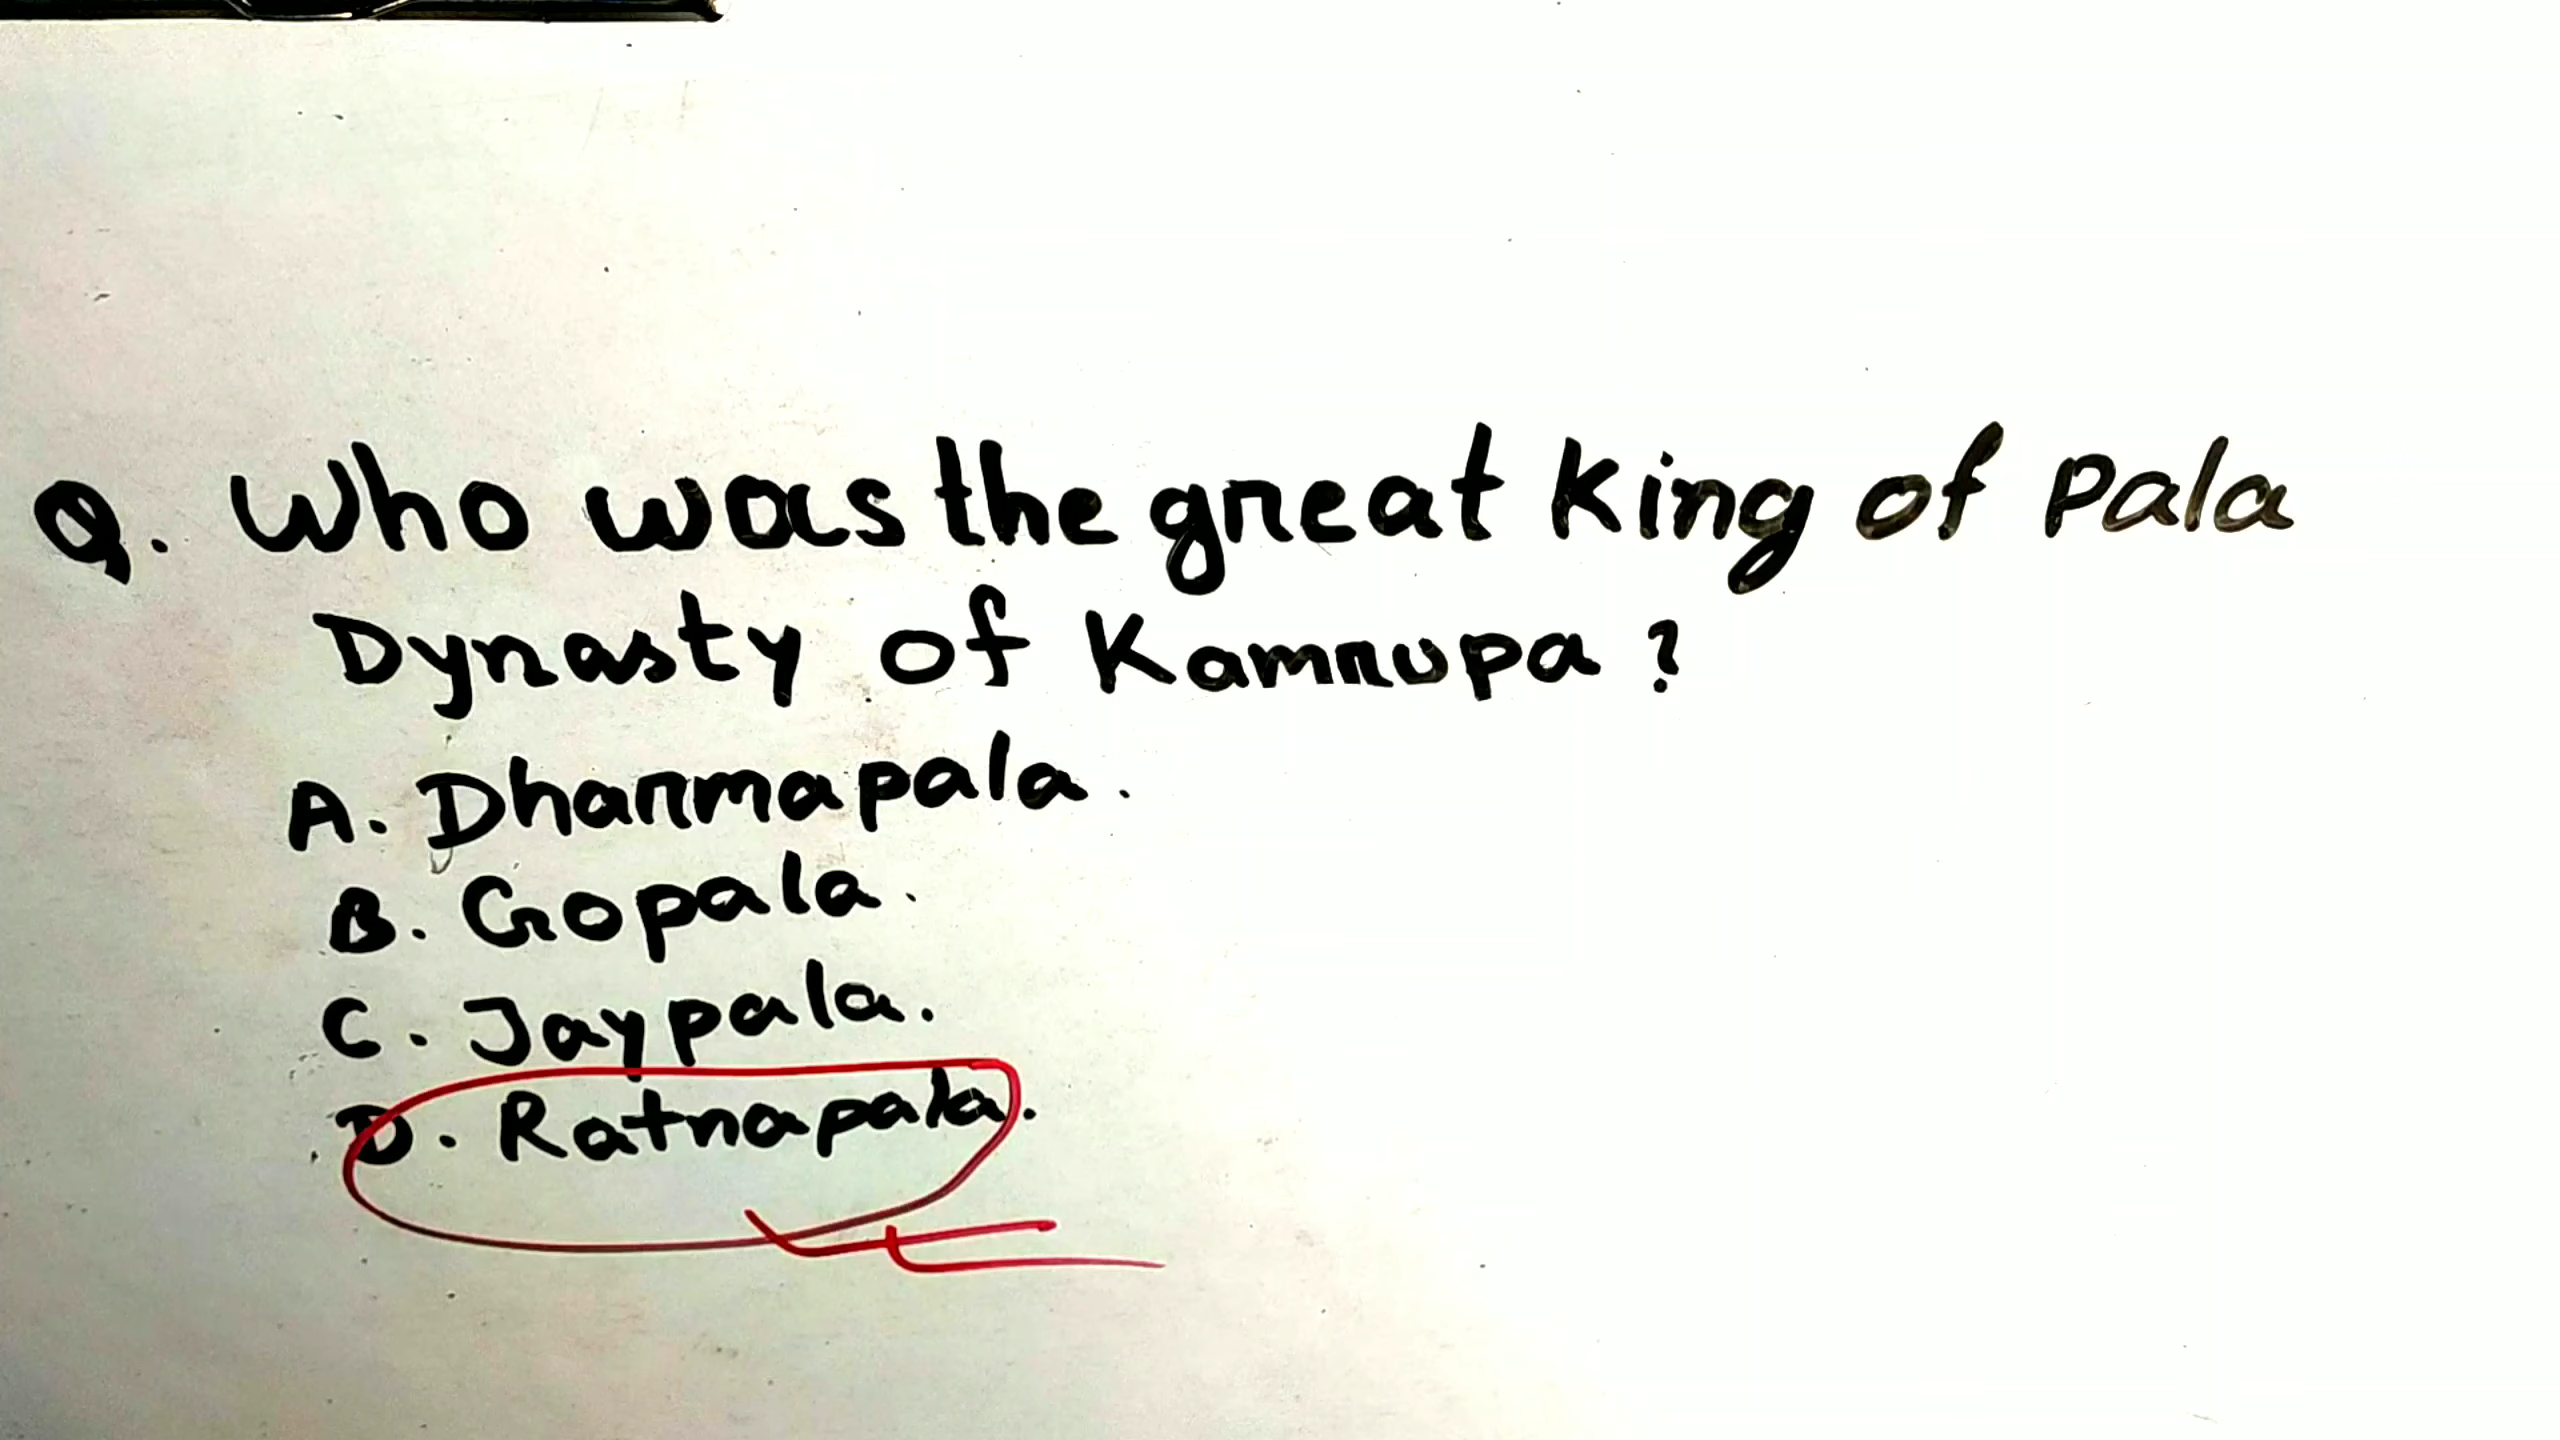 Q. Who was the great King of Pala
Dynasty of Kamrupa ?
A. Dharmapala.
B. Gopala.
C. Jaypala.
D. Ratnapala.